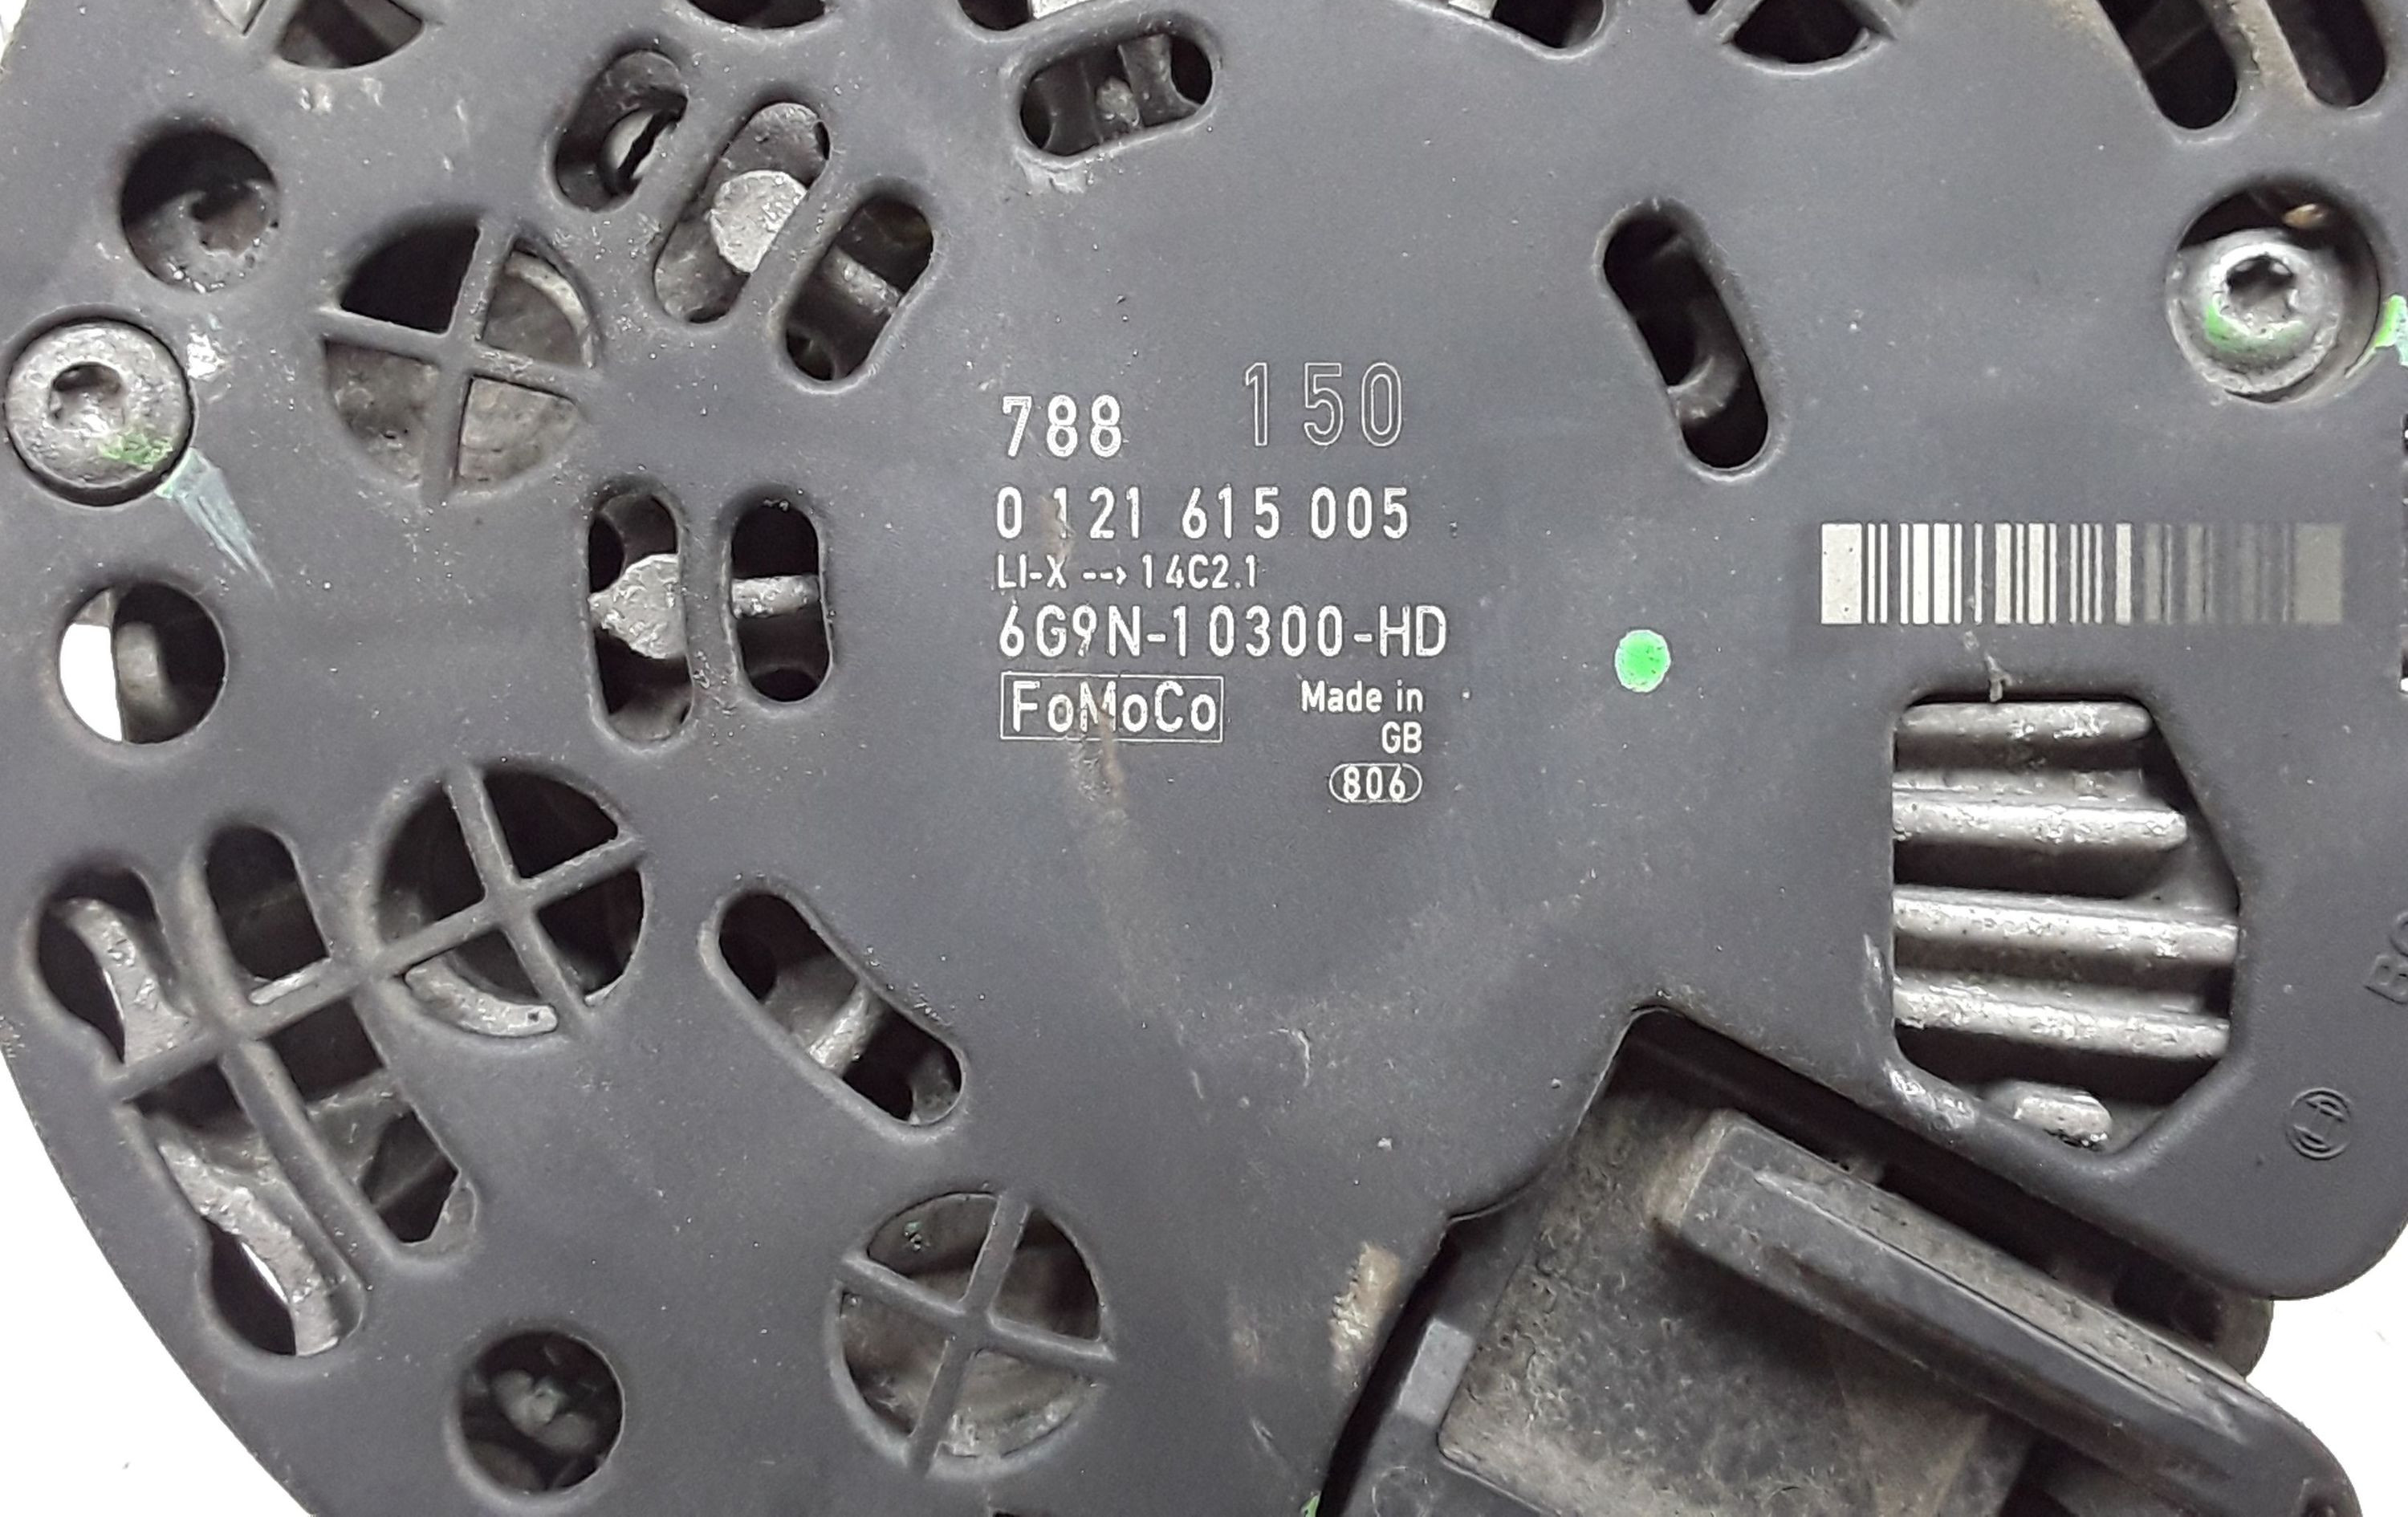 788 150
0 121 615 005
LI-X --> 14C2.1
6G9N-10300-HD
FoMoCo Made in
GB
806